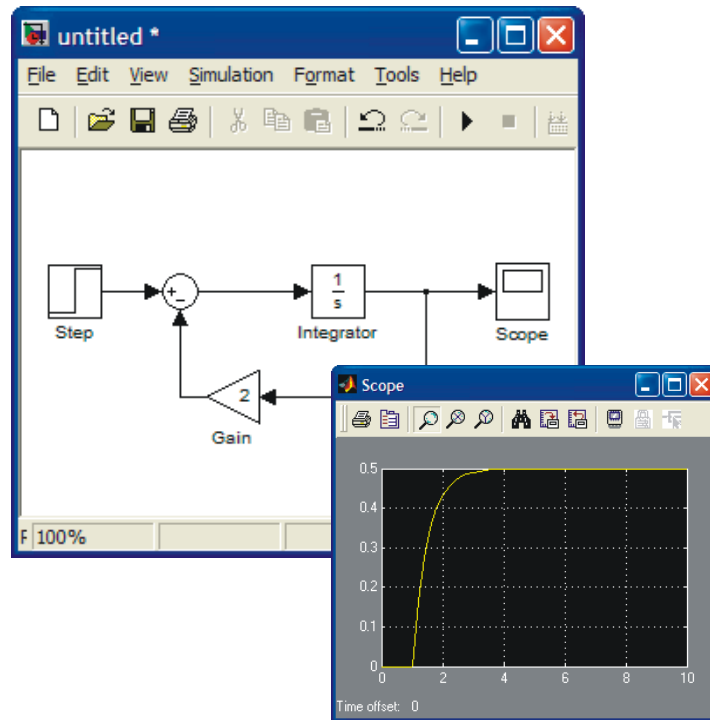 untitled *
File Edit View Simulation Format Tools Help
+
−
1
s
Step
Integrator
Scope
2
Gain
F 100%
Scope
0.5
0.4
0.3
0.2
0.1
0
0 2 4 6 8 10
Time offset: 0